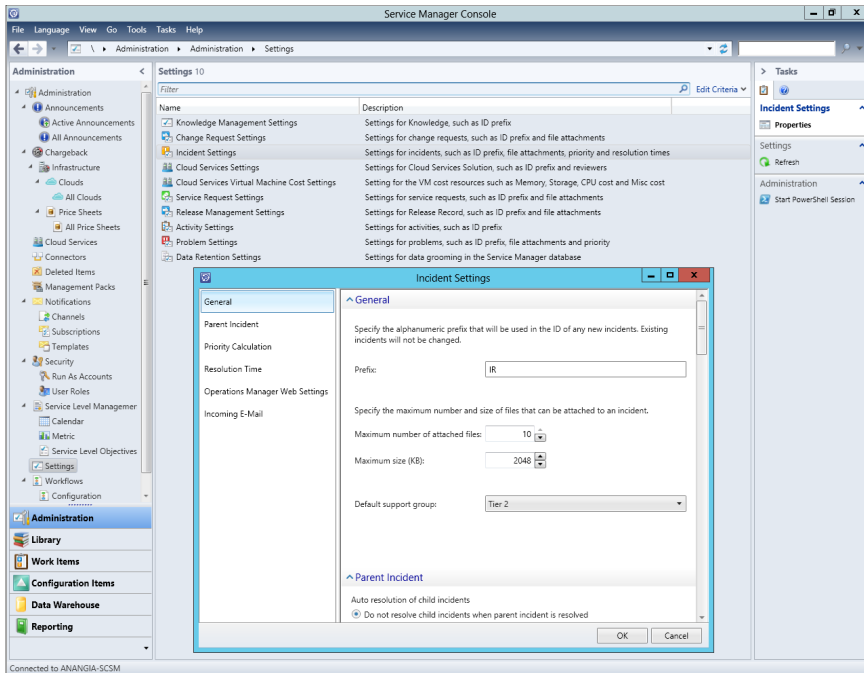 Service Manager Console
File Language View Go Tools Tasks Help
\ Administration Administration Settings
Administration
Administration
Announcements
Active Announcements
All Announcements
Chargeback
Infrastructure
Clouds
All Clouds
Price Sheets
All Price Sheets
Cloud Services
Connectors
Deleted Items
Management Packs
Notifications
Channels
Subscriptions
Templates
Security
Run As Accounts
User Roles
Service Level Managemer
Calendar
Metric
Service Level Objectives
Settings
Workflows
Configuration
Administration
Library
Work Items
Configuration Items
Data Warehouse
Reporting
Connected to ANANGIA-SCSM
Settings 10
Filter Edit Criteria
Name Description
Knowledge Management Settings Settings for Knowledge, such as ID prefix
Change Request Settings Settings for change requests, such as ID prefix and file attachments
Incident Settings Settings for incidents, such as ID prefix, file attachments, priority and resolution times
Cloud Services Settings Settings for Cloud Services Solution, such as ID prefix and reviewers
Cloud Services Virtual Machine Cost Settings Setting for the VM cost resources such as Memory, Storage, CPU cost and Misc cost
Service Request Settings Settings for service requests, such as ID prefix and file attachments
Release Management Settings Settings for Release Record, such as ID prefix and file attachments
Activity Settings Settings for activities, such as ID prefix
Problem Settings Settings for problems, such as ID prefix, file attachments and priority
Data Retention Settings Settings for data grooming in the Service Manager database
Incident Settings
General
Parent Incident
Priority Calculation
Resolution Time
Operations Manager Web Settings
Incoming E-Mail
General
Specify the alphanumeric prefix that will be used in the ID of any new incidents. Existing
incidents will not be changed.
Prefix: IR
Specify the maximum number and size of files that can be attached to an incident.
Maximum number of attached files: 10
Maximum size (KB): 2048
Default support group: Tier 2
Parent Incident
Auto resolution of child incidents
Do not resolve child incidents when parent incident is resolved
OK Cancel
Tasks
Incident Settings
Properties
Settings
Refresh
Administration
Start PowerShell Session